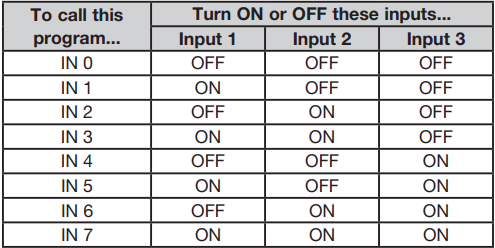 To call this program... Turn ON or OFF these inputs...
Input 1 Input 2 Input 3
IN 0 OFF OFF OFF
IN 1 ON OFF OFF
IN 2 OFF ON OFF
IN 3 ON ON OFF
IN 4 OFF OFF ON
IN 5 ON OFF ON
IN 6 OFF ON ON
IN 7 ON ON ON